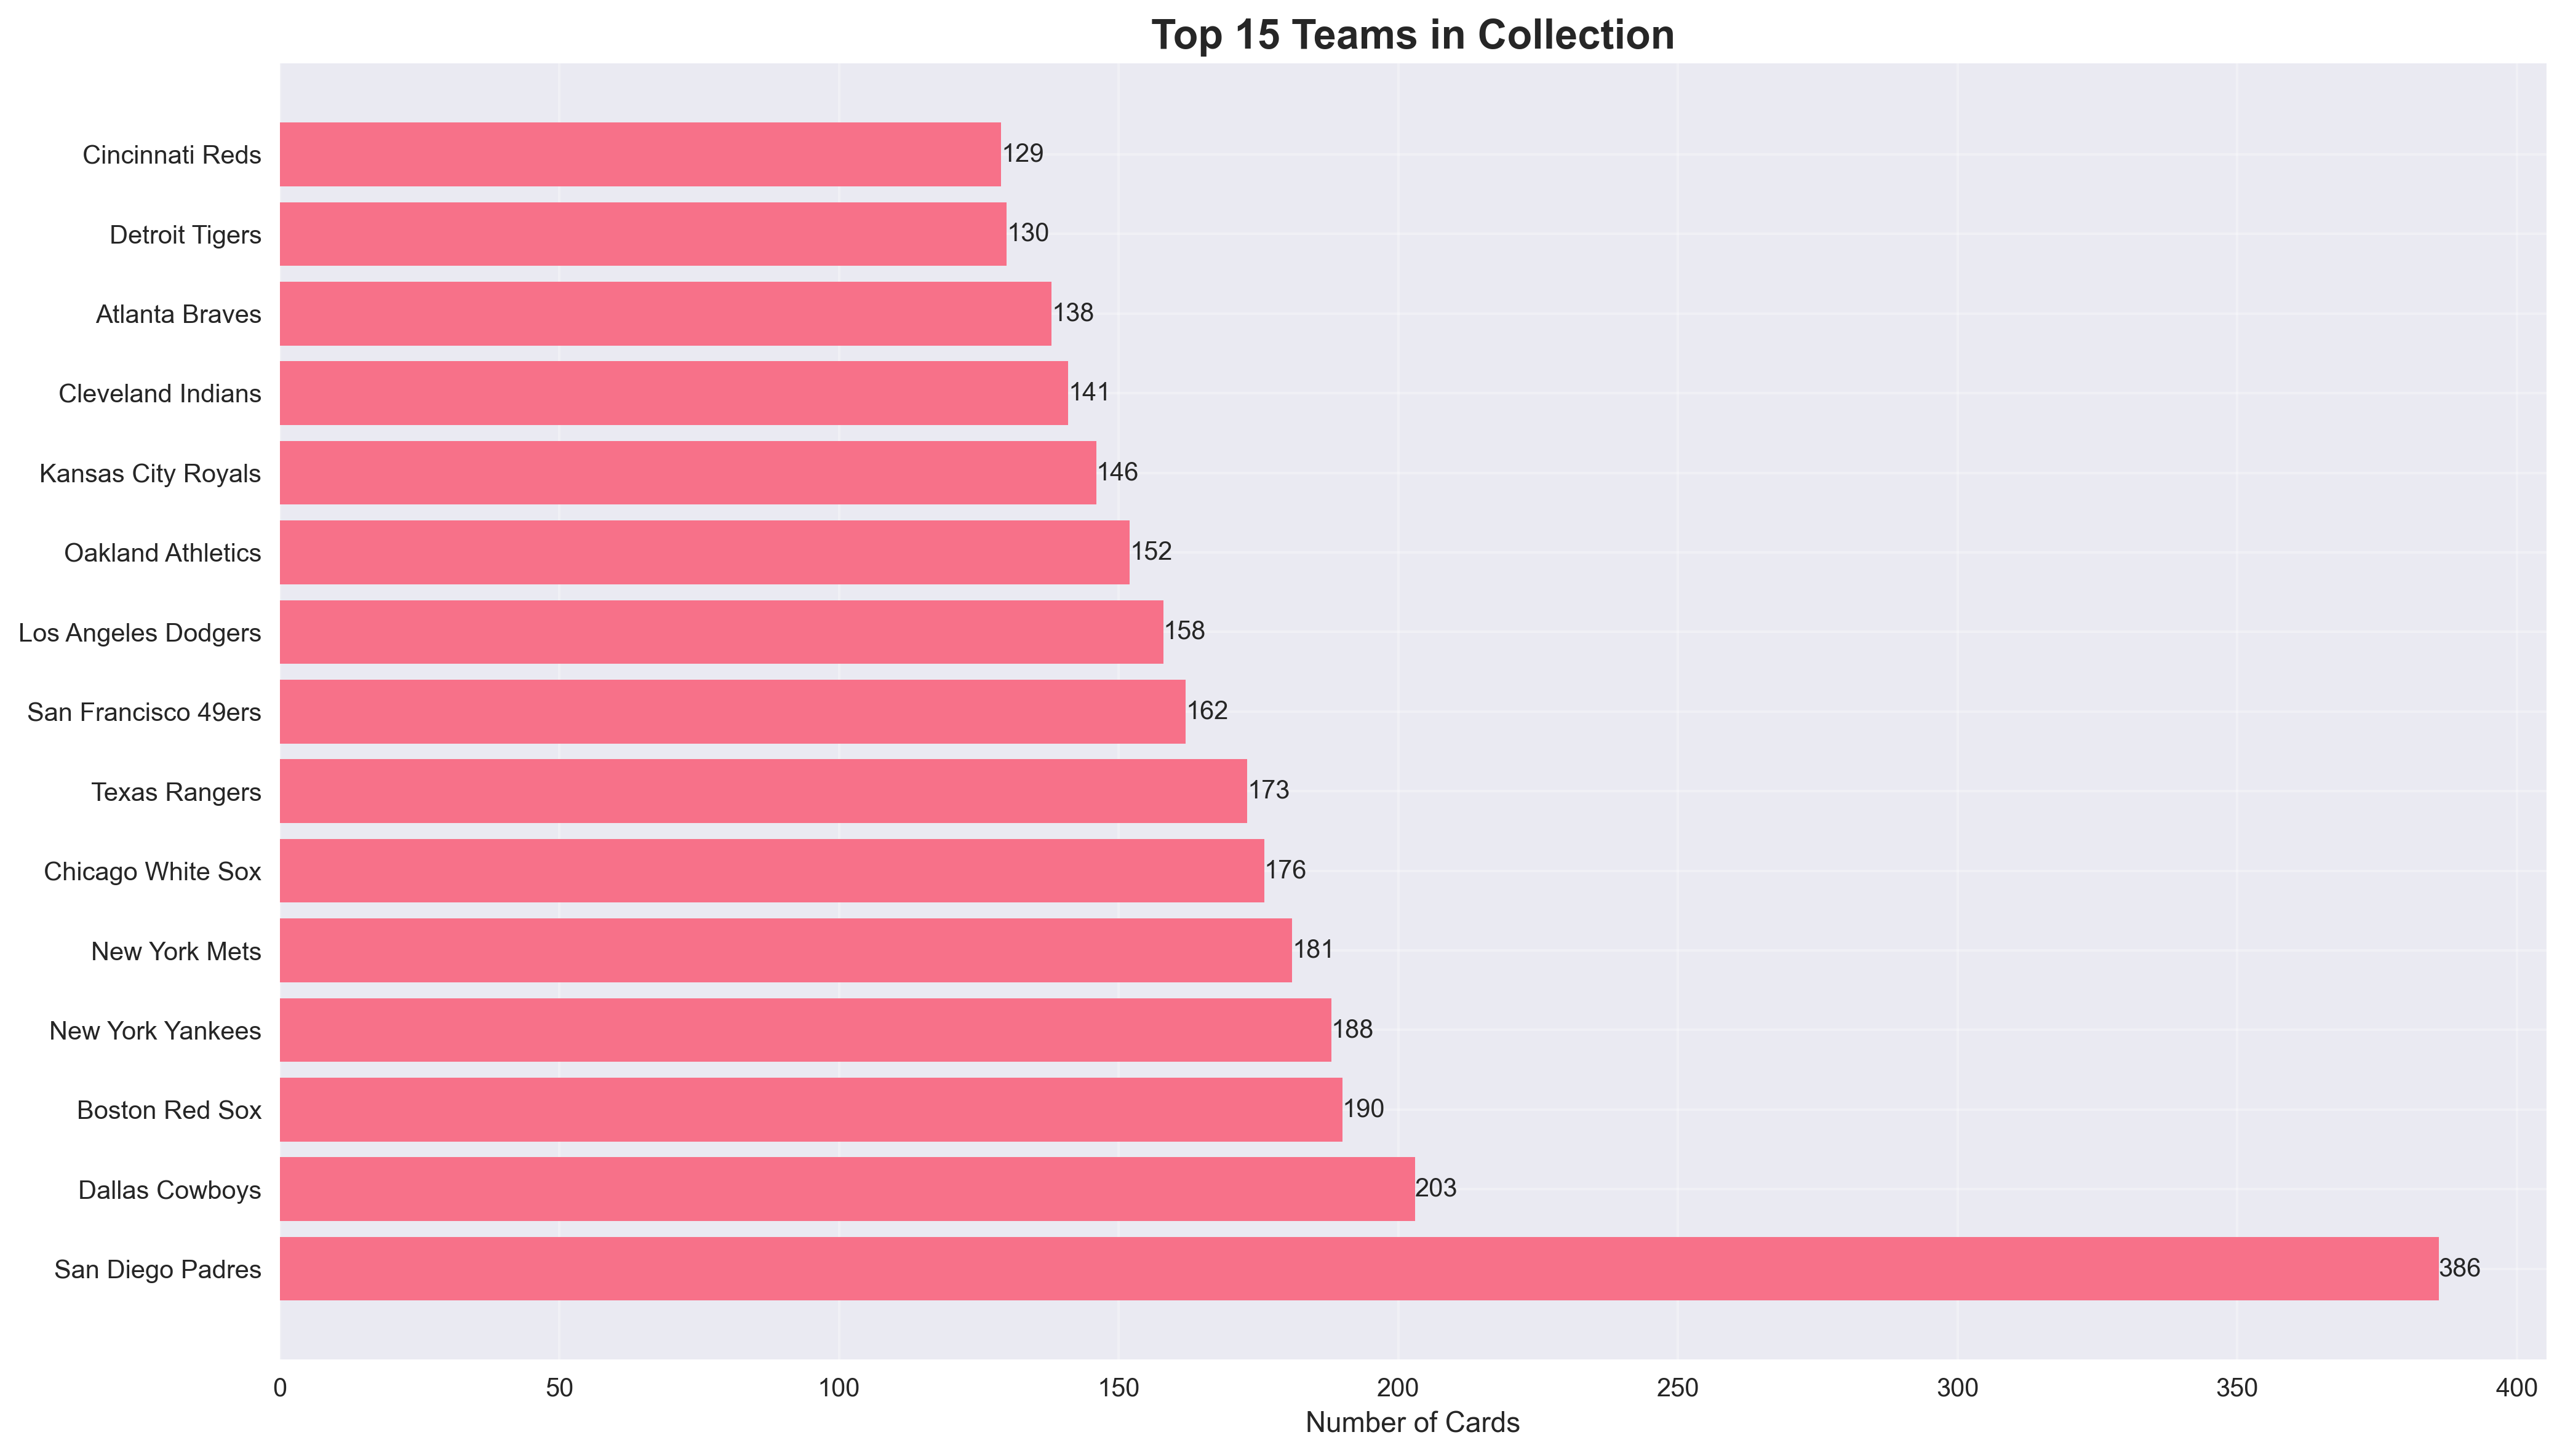 Top 15 Teams in Collection
Cincinnati Reds 129
Detroit Tigers 130
Atlanta Braves 138
Cleveland Indians 141
Kansas City Royals 146
Oakland Athletics 152
Los Angeles Dodgers 158
San Francisco 49ers 162
Texas Rangers 173
Chicago White Sox 176
New York Mets 181
New York Yankees 188
Boston Red Sox 190
Dallas Cowboys 203
San Diego Padres 386
0 50 100 150 200 250 300 350 400
Number of Cards